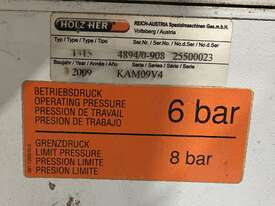 HOLZ HER
REICH-AUSTRIA Spezialmaschinen Ges.m.b.H.
Voitsberg / Austria
Typ / Type / Type / Tipo
Ser.Nr. / Ser.No. / No.d.Ser / No.d.Ser
1315 4894/0-908 25500023
Baujahr / Year / Année / Año
Serie / Series / Série / Serie
2009 KAM09V4
BETRIEBSDRUCK
OPERATING PRESSURE
PRESSION DE TRAVAIL
PRESION DE TRABAJO
6 bar
GRENZDRUCK
LIMIT PRESSURE
PRESSION LIMITE
PRESION LIMITE
8 bar